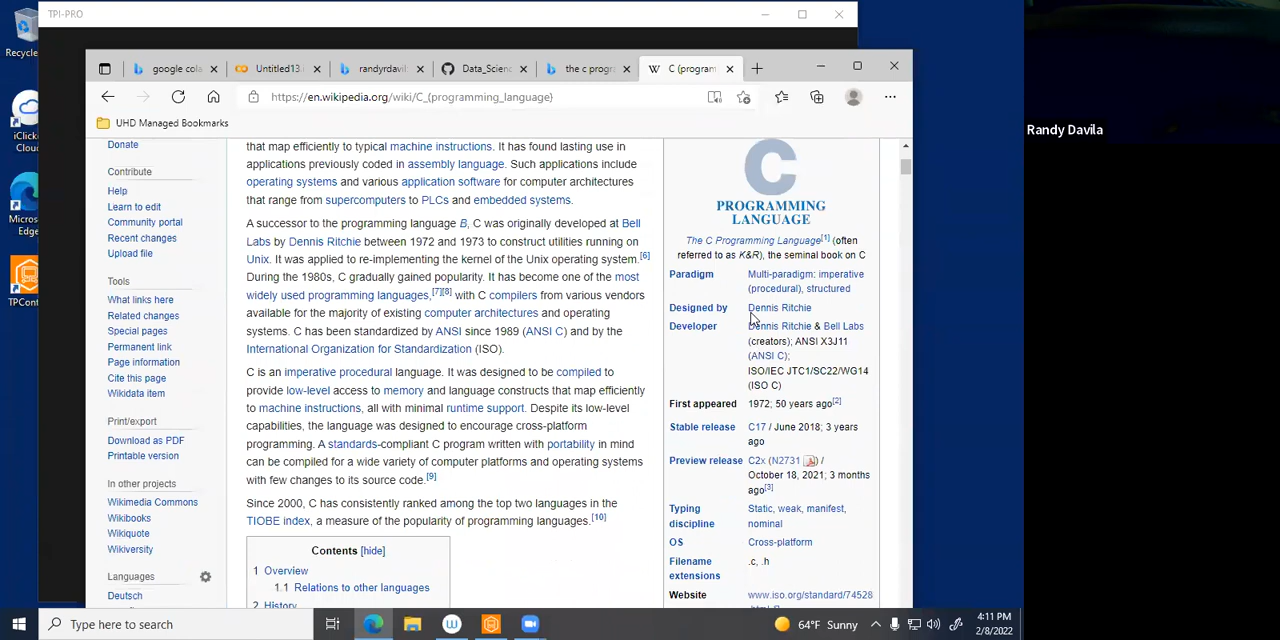 TPI-PRO
Recycle
iClicke
Cloud
Micros
Edge
TPCont
google cola
Untitled13.
randyrdavil
Data_Scienc
the c progr
W C (program
https://en.wikipedia.org/wiki/C_(programming_language)
UHD Managed Bookmarks
Donate
Contribute
Help
Learn to edit
Community portal
Recent changes
Upload file
Tools
What links here
Related changes
Special pages
Permanent link
Page information
Cite this page
Wikidata item
Print/export
Download as PDF
Printable version
In other projects
Wikimedia Commons
Wikibooks
Wikiquote
Wikiversity
Languages
Deutsch
that map efficiently to typical machine instructions. It has found lasting use in
applications previously coded in assembly language. Such applications include
operating systems and various application software for computer architectures
that range from supercomputers to PLCs and embedded systems.
A successor to the programming language B, C was originally developed at Bell
Labs by Dennis Ritchie between 1972 and 1973 to construct utilities running on
Unix. It was applied to re-implementing the kernel of the Unix operating system.[6]
During the 1980s, C gradually gained popularity. It has become one of the most
widely used programming languages,[7][8] with C compilers from various vendors
available for the majority of existing computer architectures and operating
systems. C has been standardized by ANSI since 1989 (ANSI C) and by the
International Organization for Standardization (ISO).
C is an imperative procedural language. It was designed to be compiled to
provide low-level access to memory and language constructs that map efficiently
to machine instructions, all with minimal runtime support. Despite its low-level
capabilities, the language was designed to encourage cross-platform
programming. A standards-compliant C program written with portability in mind
can be compiled for a wide variety of computer platforms and operating systems
with few changes to its source code.[9]
Since 2000, C has consistently ranked among the top two languages in the
TIOBE index, a measure of the popularity of programming languages.[10]
Contents [hide]
1 Overview
1.1 Relations to other languages
2 History
C
PROGRAMMING
LANGUAGE
The C Programming Language[1] (often
referred to as K&R), the seminal book on C
Paradigm Multi-paradigm: imperative
(procedural), structured
Designed by Dennis Ritchie
Developer Dennis Ritchie & Bell Labs
(creators); ANSI X3J11
(ANSI C);
ISO/IEC JTC1/SC22/WG14
(ISO C)
First appeared 1972; 50 years ago[2]
Stable release C17 / June 2018; 3 years
ago
Preview release C2x (N2731) /
October 18, 2021; 3 months
ago[3]
Typing Static, weak, manifest,
discipline nominal
OS Cross-platform
Filename .c, .h
extensions
Website www.iso.org/standard/74528
Randy Davila
Type here to search
64°F Sunny
4:11 PM
2/8/2022